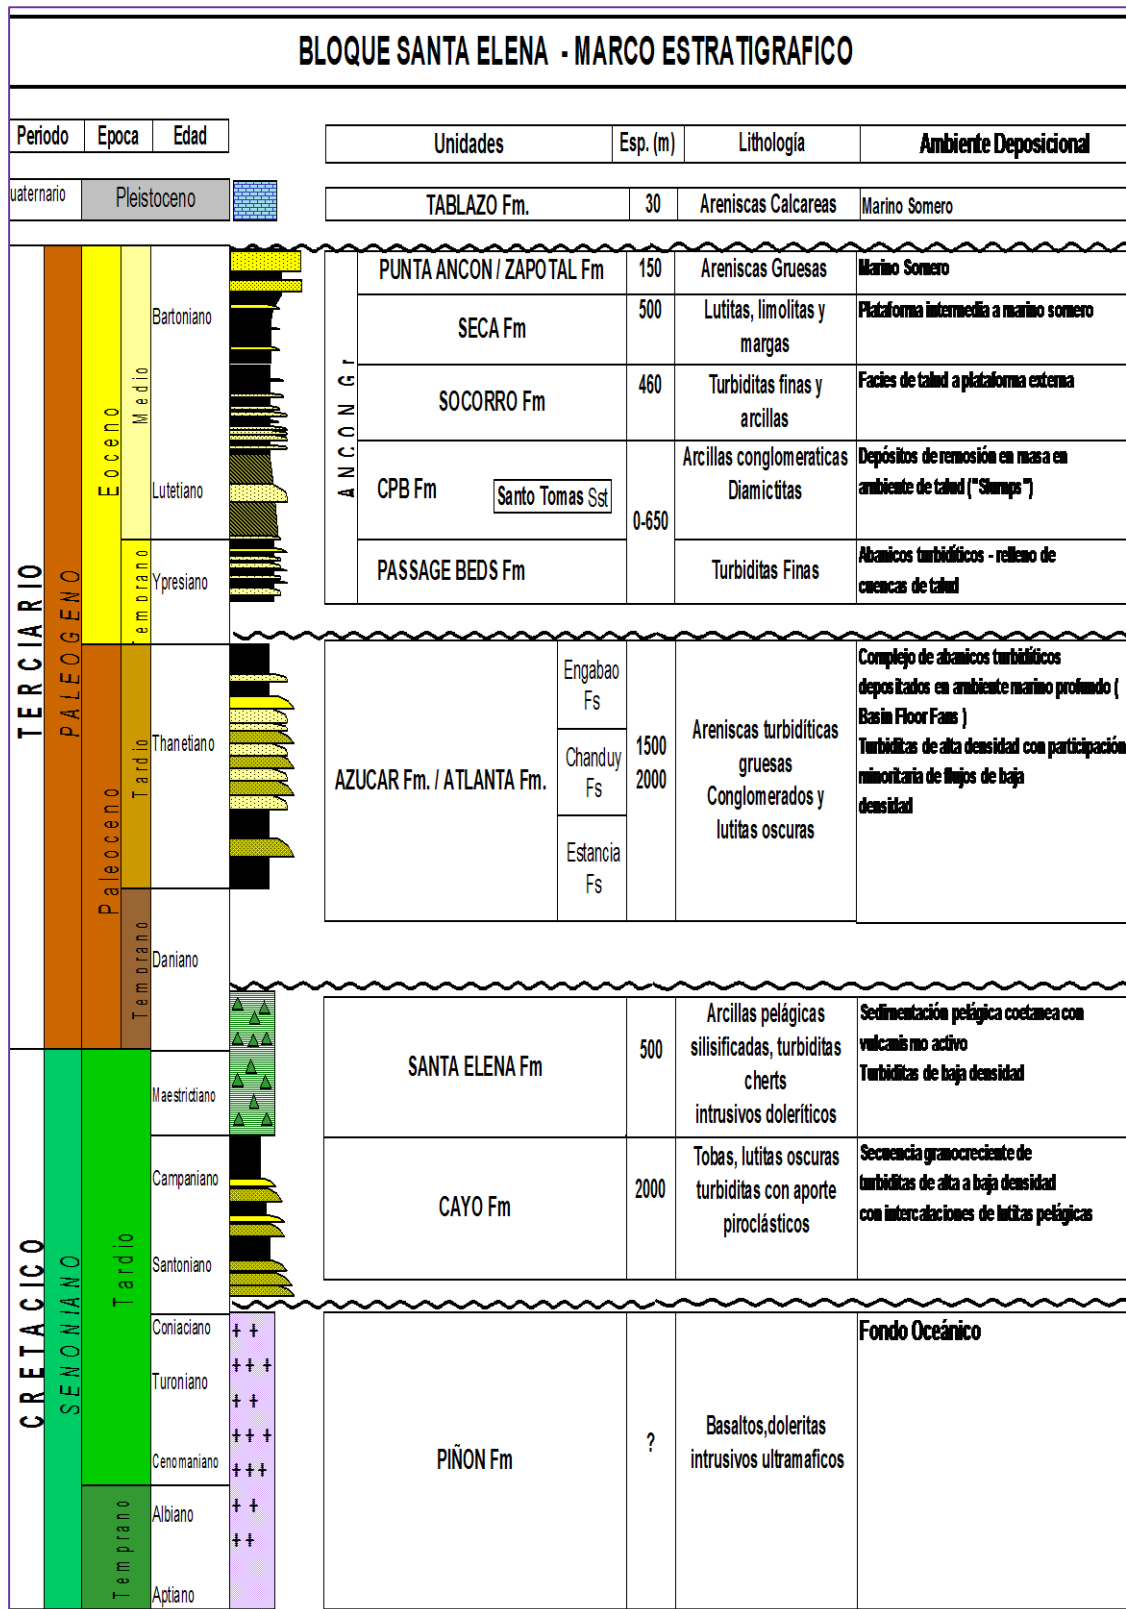 BLOQUE SANTA ELENA - MARCO ESTRATIGRAFICO
Periodo Epoca Edad Unidades Esp. (m) Lithología Ambiente Deposicional
uaternario Pleistoceno TABLAZO Fm. 30 Areniscas Calcareas Marino Somero
TERCIARIO
PALEOGENO
Eoceno
Medio
Temprano
Bartoniano
Lutetiano
Ypresiano
ANCON Gr
PUNTA ANCON / ZAPOTAL Fm 150 Areniscas Gruesas Marino Somero
SECA Fm 500 Lutitas, limolitas y Plataforma intermedia a marino somero
margas
SOCORRO Fm 460 Turbiditas finas y Facies de talud a plataforma externa
arcillas
CPB Fm Santo Tomas Sst 0-650 Arcillas conglomeraticas Depósitos de remosión en masa en
Diamictitas ambiente de talud ("Slumps")
PASSAGE BEDS Fm Turbiditas Finas Abanicos turbidíticos - relleno de
cuencas de talud
Paleoceno
Tardio
Temprano
Thanetiano
Daniano
AZUCAR Fm. / ATLANTA Fm.
Engabao
Fs
Chanduy
Fs
Estancia
Fs
1500
2000
Areniscas turbidíticas
gruesas
Conglomerados y
lutitas oscuras
Complejo de abanicos turbidíticos
depositados en ambiente marino profundo (
Basin Floor Fans )
Turbiditas de alta densidad con participación
minoritaria de flujos de baja
densidad
CRETACICO
SENONIANO
Tardio
Temprano
Maestrictiano
Campaniano
Santoniano
Coniaciano
Turoniano
Cenomaniano
Albiano
Aptiano
SANTA ELENA Fm
500
Arcillas pelágicas
silisificadas, turbiditas
cherts
intrusivos doleríticos
Sedimentación pelágica coetanea con
vulcanismo activo
Turbiditas de baja densidad
CAYO Fm
2000
Tobas, lutitas oscuras
turbiditas con aporte
piroclásticos
Secuencia granocreciente de
turbiditas de alta a baja densidad
con intercalaciones de lutitas pelágicas
PIÑON Fm
?
Basaltos,doleritas
intrusivos ultramaficos
Fondo Oceánico